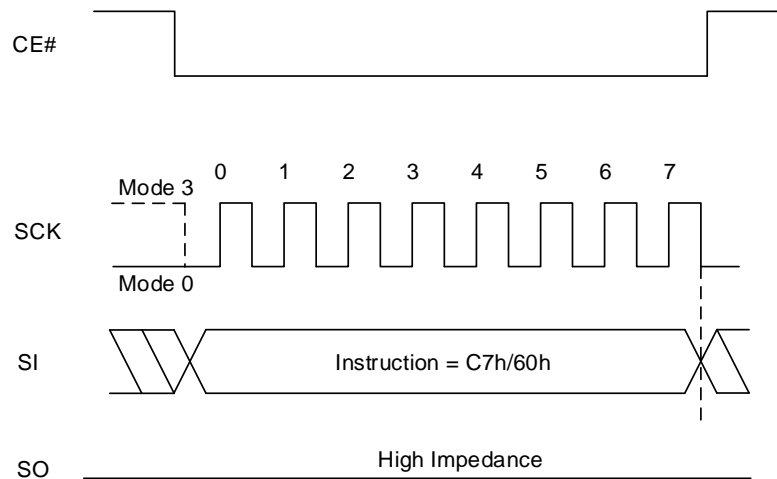 CE#
0 1 2 3 4 5 6 7
Mode 3
SCK
Mode 0
SI
Instruction = C7h/60h
High Impedance
SO